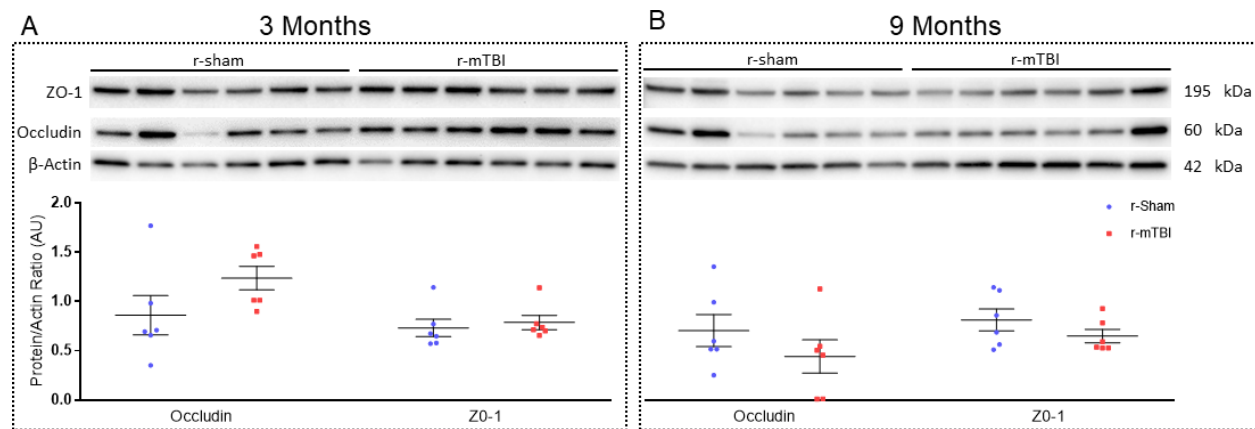 A 3 Months
r-sham r-mTBI
ZO-1
Occludin
β-Actin
2.0
1.5
1.0
0.5
0.0
Protein/Actin Ratio (AU)
Occludin Z0-1
B 9 Months
r-sham r-mTBI
195 kDa
60 kDa
42 kDa
r-Sham
r-mTBI
Occludin Z0-1